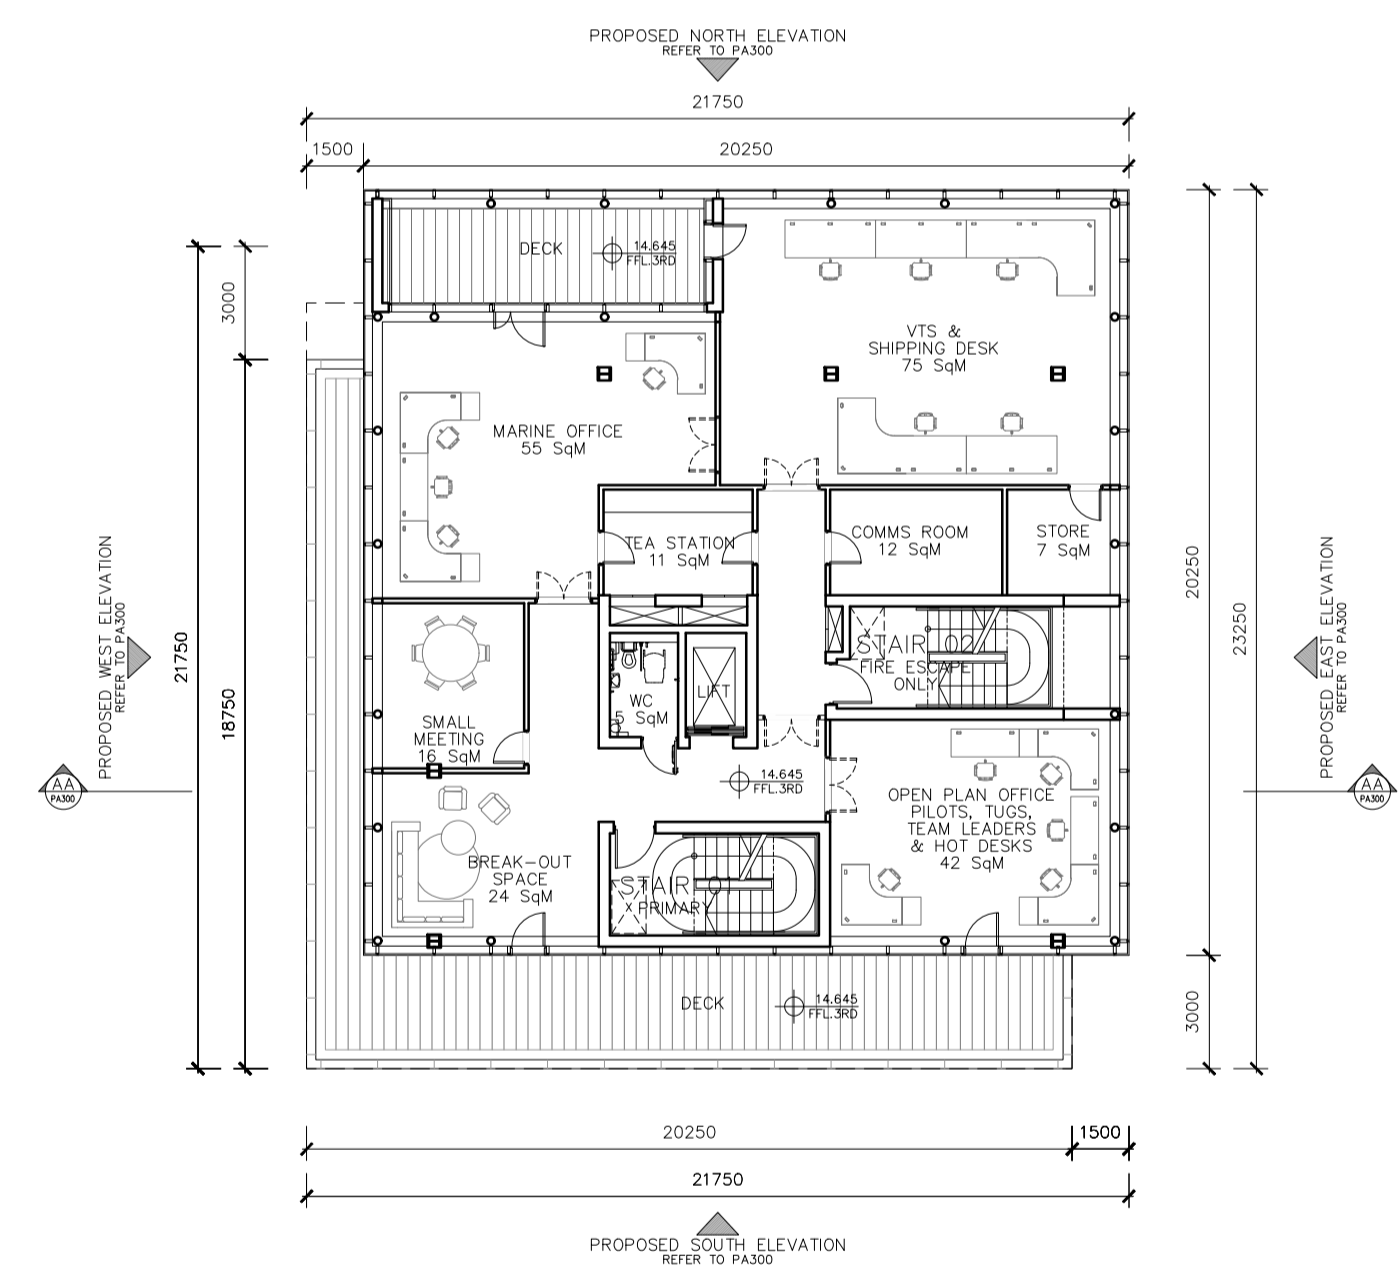 PROPOSED NORTH ELEVATION
REFER TO PA300
21750
1500
20250
DECK
14.645
FFL.3RD
3000
VTS &
SHIPPING DESK
75 SqM
MARINE OFFICE
55 SqM
TEA STATION
11 SqM
COMMS ROOM
12 SqM
STORE
7 SqM
PROPOSED WEST ELEVATION
REFER TO PA300
21750
18750
20250
23250
PROPOSED EAST ELEVATION
REFER TO PA300
STAIR 02
FIRE ESCAPE
ONLY
WC
5 SqM
LIFT
SMALL
MEETING
16 SqM
AA
PA300
14.645
FFL.3RD
AA
PA300
OPEN PLAN OFFICE
PILOTS, TUGS,
TEAM LEADERS
& HOT DESKS
42 SqM
BREAK-OUT
SPACE
24 SqM
STAIR 01
PRIMARY
DECK
14.645
FFL.3RD
3000
20250
1500
21750
PROPOSED SOUTH ELEVATION
REFER TO PA300